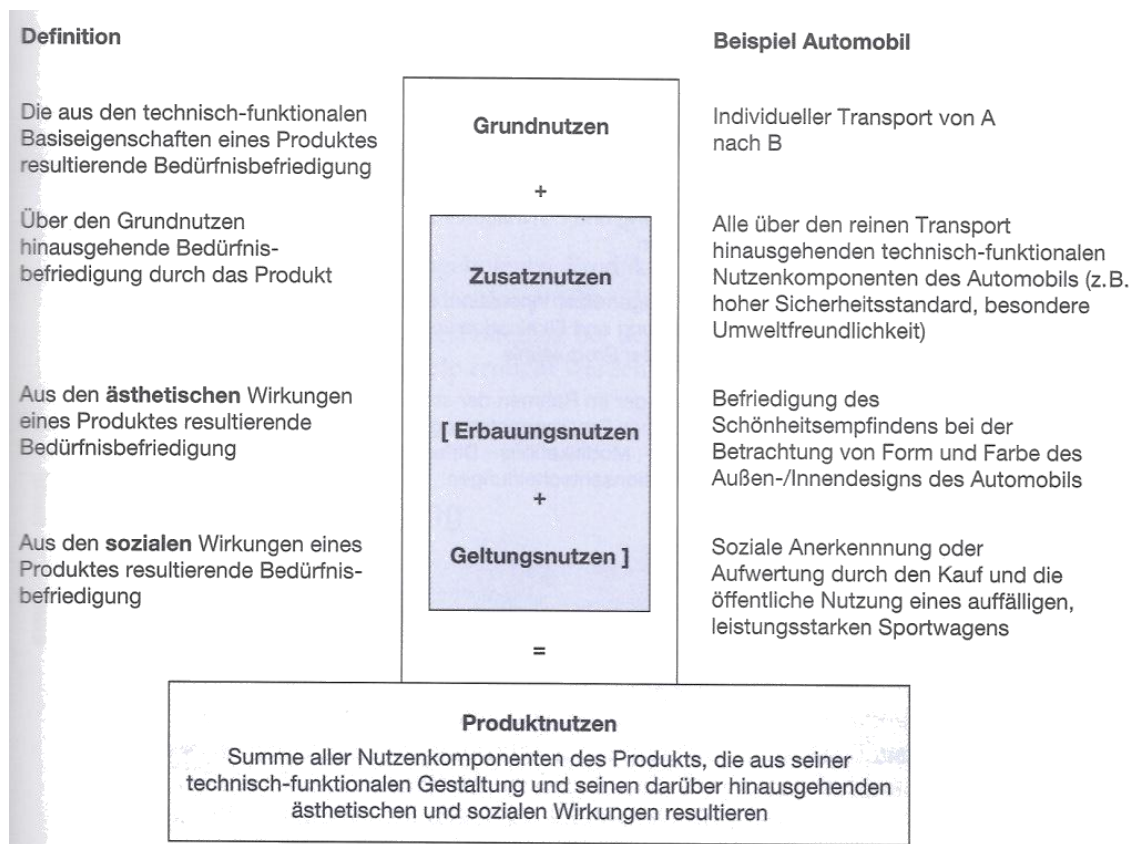 Definition
Beispiel Automobil
Die aus den technisch-funktionalen
Basiseigenschaften eines Produktes
resultierende Bedürfnisbefriedigung
Grundnutzen
Individueller Transport von A
nach B
+
Über den Grundnutzen
hinausgehende Bedürfnis-
befriedigung durch das Produkt
Zusatznutzen
Alle über den reinen Transport
hinausgehenden technisch-funktionalen
Nutzenkomponenten des Automobils (z.B.
hoher Sicherheitsstandard, besondere
Umweltfreundlichkeit)
Aus den ästhetischen Wirkungen
eines Produktes resultierende
Bedürfnisbefriedigung
[ Erbauungsnutzen
Befriedigung des
Schönheitsempfindens bei der
Betrachtung von Form und Farbe des
Außen-/Innendesigns des Automobils
+
Aus den sozialen Wirkungen eines
Produktes resultierende Bedürfnis-
befriedigung
Geltungsnutzen ]
Soziale Anerkennnung oder
Aufwertung durch den Kauf und die
öffentliche Nutzung eines auffälligen,
leistungsstarken Sportwagens
=
Produktnutzen
Summe aller Nutzenkomponenten des Produkts, die aus seiner
technisch-funktionalen Gestaltung und seinen darüber hinausgehenden
ästhetischen und sozialen Wirkungen resultieren